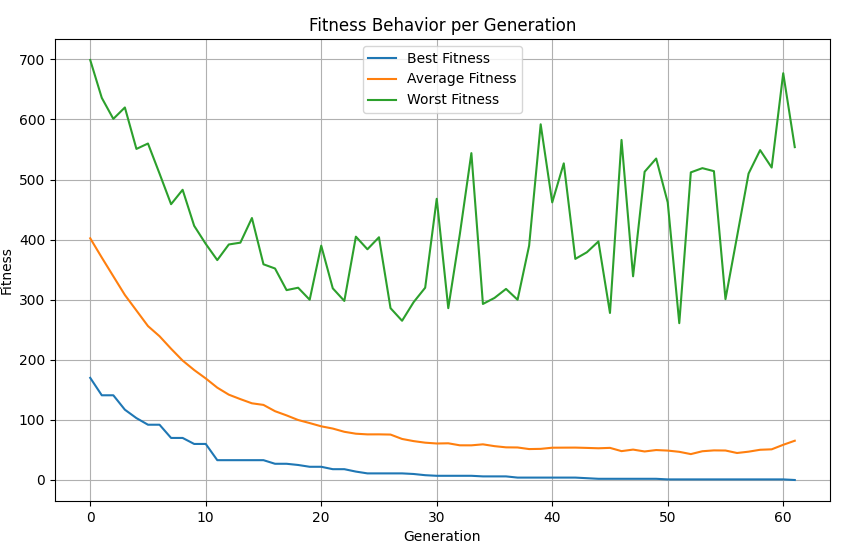 Fitness Behavior per Generation
Best Fitness
Average Fitness
Worst Fitness
Fitness
700
600
500
400
300
200
100
0
0 10 20 30 40 50 60
Generation